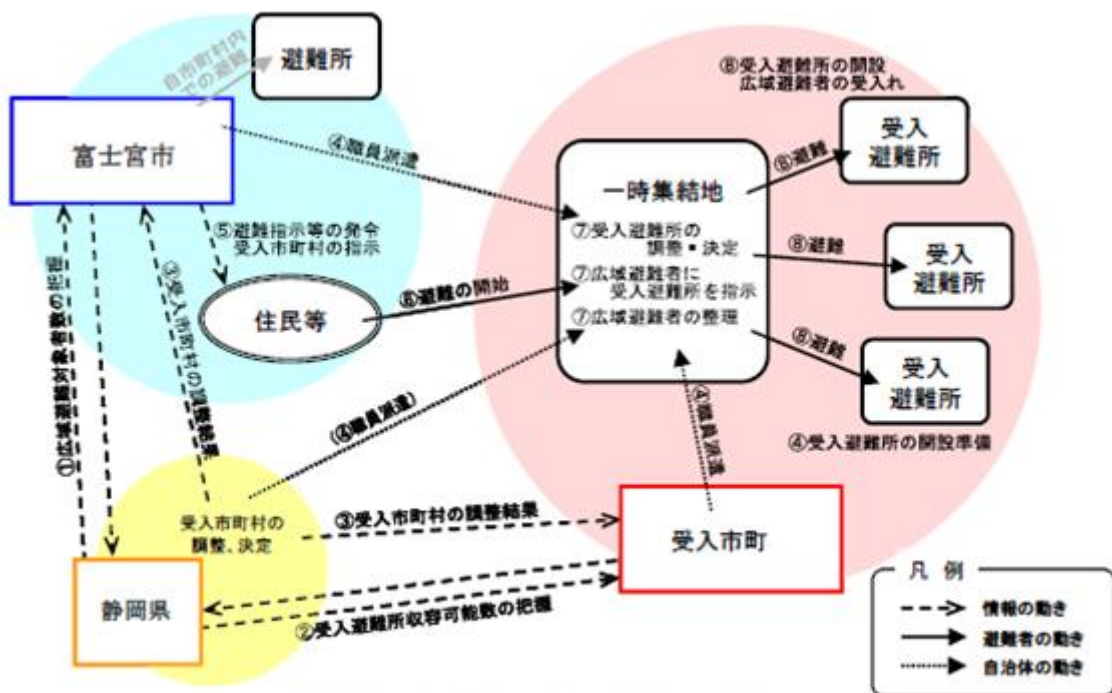 自市町村内
での避難
避難所
富士宮市
④職員派遣
⑤避難指示等の発令
受入市町村の指示
住民等
⑥避難の開始
①広域避難対象者数の把握
③受入市町村の調整結果
(④職員派遣)
受入市町村の
調整、決定
静岡県
③受入市町村の調整結果
②受入避難所収容可能数の把握
⑧受入避難所の開設
広域避難者の受入れ
一時集結地
⑦受入避難所の
調整・決定
⑦広域避難者に
受入避難所を指示
⑦広域避難者の整理
⑧避難
受入
避難所
⑧避難
受入
避難所
⑧避難
受入
避難所
④受入避難所の開設準備
④職員派遣
受入市町
凡 例
情報の動き
避難者の動き
自治体の動き